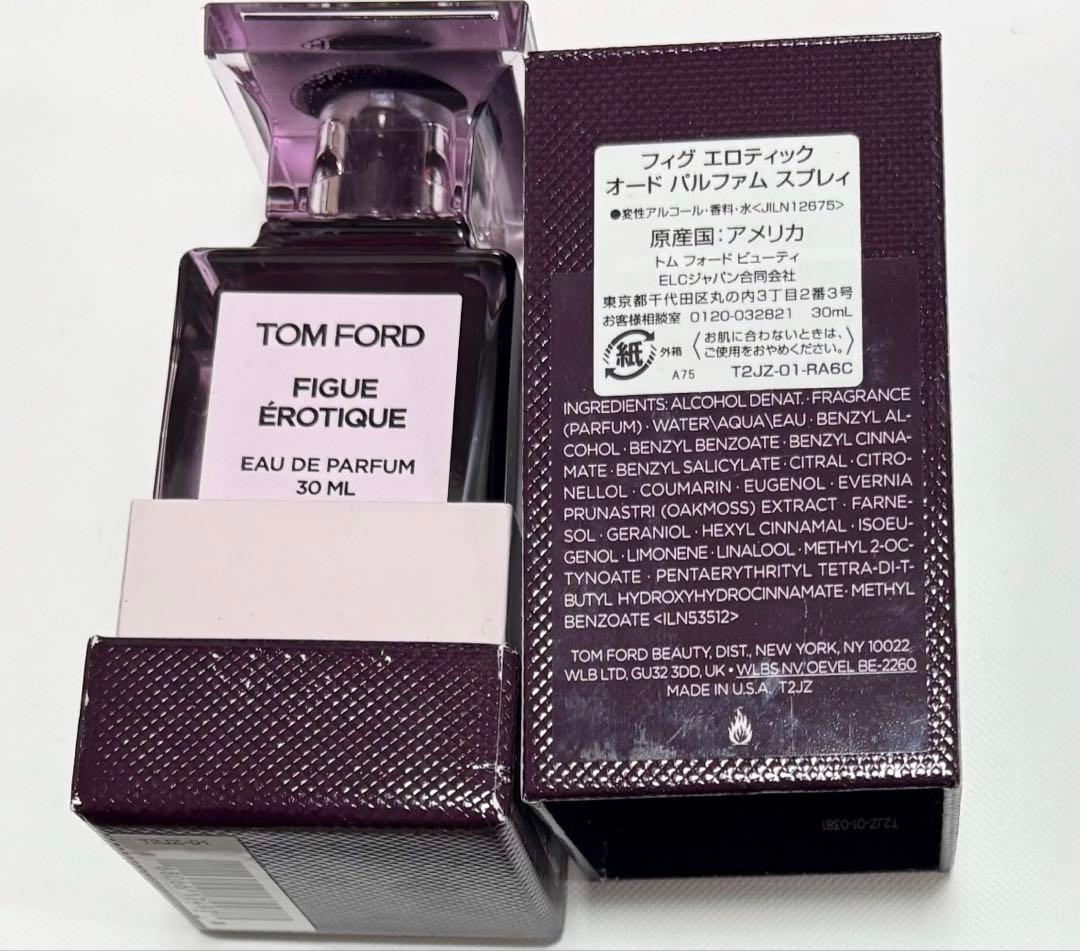 TOM FORD
FIGUE
ÉROTIQUE
EAU DE PARFUM
30 ML
T2JZ-01
フィグ エロティック
オード パルファム スプレィ
●変性アルコール・香料・水<JILN12675>
原産国:アメリカ
トム フォード ビューティ
ELCジャパン合同会社
東京都千代田区丸の内3丁目2番3号
お客様相談室 0120-032821 30mL
紙 外箱 〈お肌に合わないときは、
ご使用をおやめください。〉
A75 T2JZ-01-RA6C
INGREDIENTS: ALCOHOL DENAT. · FRAGRANCE
(PARFUM) · WATER\AQUA\EAU · BENZYL AL-
COHOL · BENZYL BENZOATE · BENZYL CINNA-
MATE · BENZYL SALICYLATE · CITRAL · CITRO-
NELLOL · COUMARIN · EUGENOL · EVERNIA
PRUNASTRI (OAKMOSS) EXTRACT · FARNE-
SOL · GERANIOL · HEXYL CINNAMAL · ISOEU-
GENOL · LIMONENE · LINALOOL · METHYL 2-OC-
TYNOATE · PENTAERYTHRITYL TETRA-DI-T-
BUTYL HYDROXYHYDROCINNAMATE · METHYL
BENZOATE <ILN53512>
TOM FORD BEAUTY, DIST., NEW YORK, NY 10022
WLB LTD, GU32 3DD, UK • WLBS NV. OEVEL BE-2260
MADE IN U.S.A. T2JZ
T2JZ-01-0381